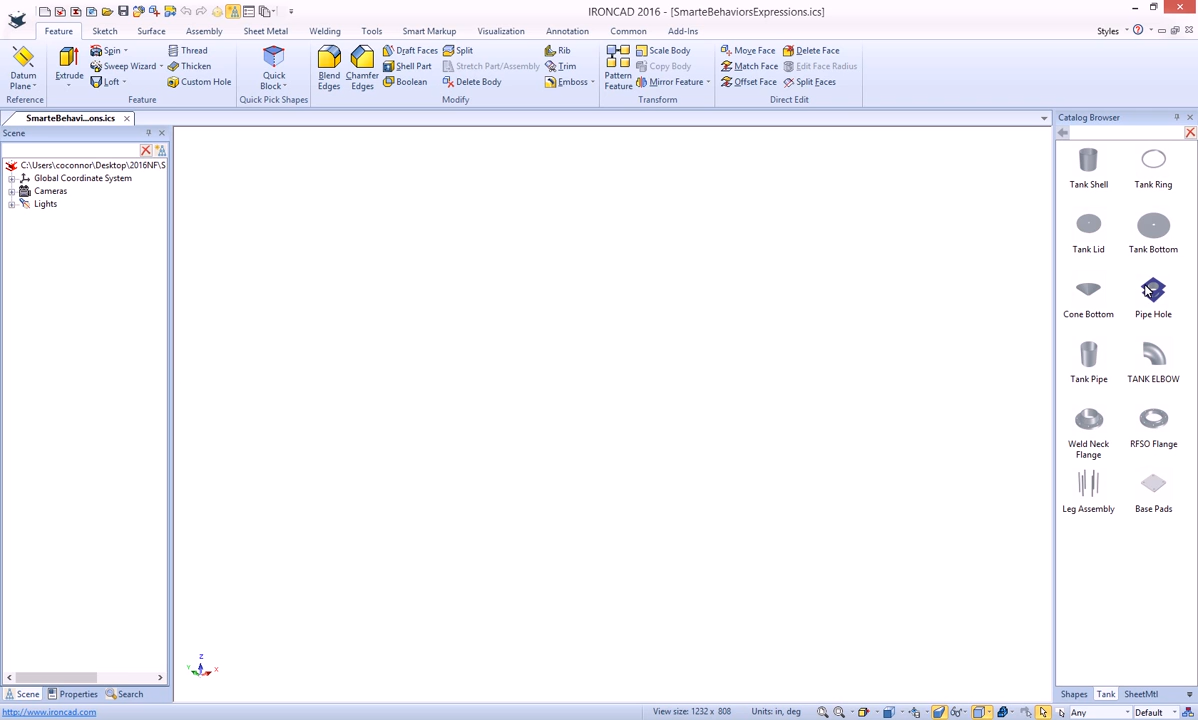 IRONCAD 2016 - [SmarteBehaviorsExpressions.ics]
Feature Sketch Surface Assembly Sheet Metal Welding Tools Smart Markup Visualization Annotation Common Add-Ins Styles
Datum Plane
Reference
Extrude
Spin
Sweep Wizard
Loft
Thread
Thicken
Custom Hole
Feature
Quick Block
Quick Pick Shapes
Blend Edges
Chamfer Edges
Draft Faces
Shell Part
Boolean
Split
Stretch Part/Assembly
Delete Body
Rib
Trim
Emboss
Modify
Pattern Feature
Scale Body
Copy Body
Mirror Feature
Transform
Move Face
Match Face
Offset Face
Delete Face
Edit Face Radius
Split Faces
Direct Edit
SmarteBehavi...ons.ics
Scene
C:\Users\coconnor\Desktop\2016NF\S
Global Coordinate System
Cameras
Lights
Z
Y X
Catalog Browser
Tank Shell Tank Ring
Tank Lid Tank Bottom
Cone Bottom Pipe Hole
Tank Pipe TANK ELBOW
Weld Neck Flange RFSO Flange
Leg Assembly Base Pads
Scene Properties Search
Shapes Tank SheetMtl
http://www.ironcad.com
View size: 1232 x 808 Units: in, deg Any Default